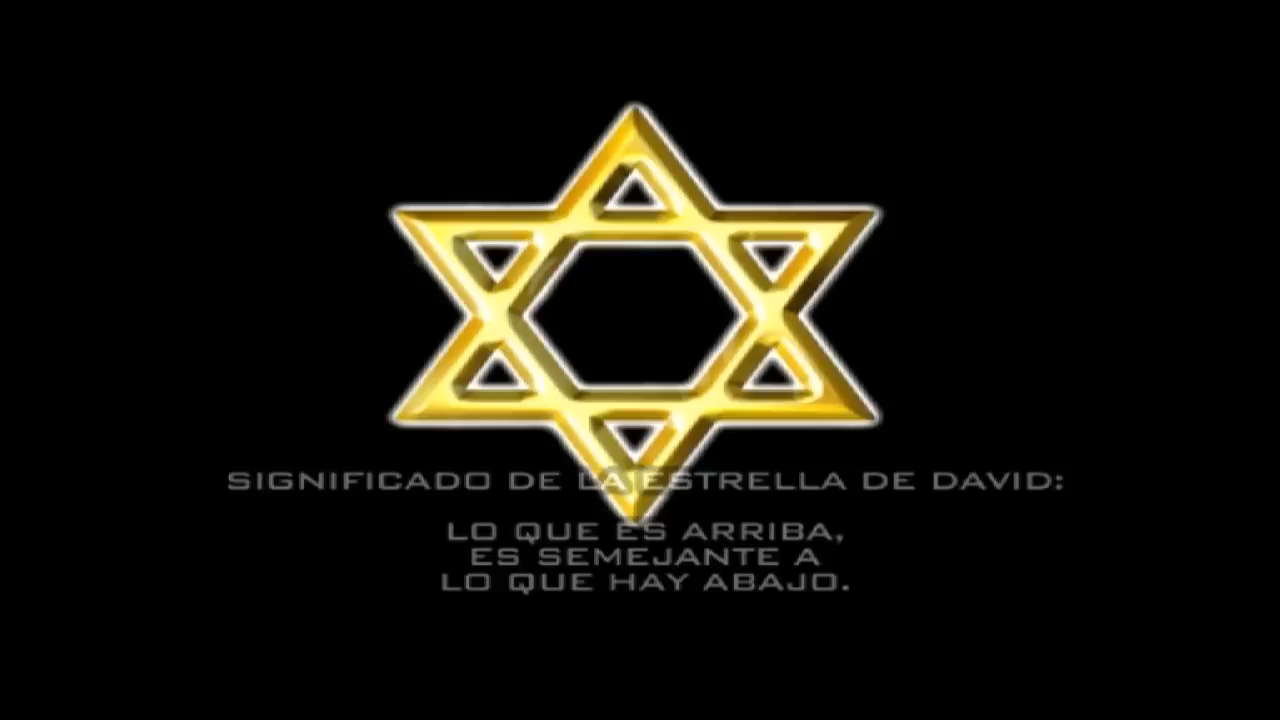 SIGNIFICADO DE LA ESTRELLA DE DAVID:
LO QUE ES ARRIBA,
ES SEMEJANTE A
LO QUE HAY ABAJO.